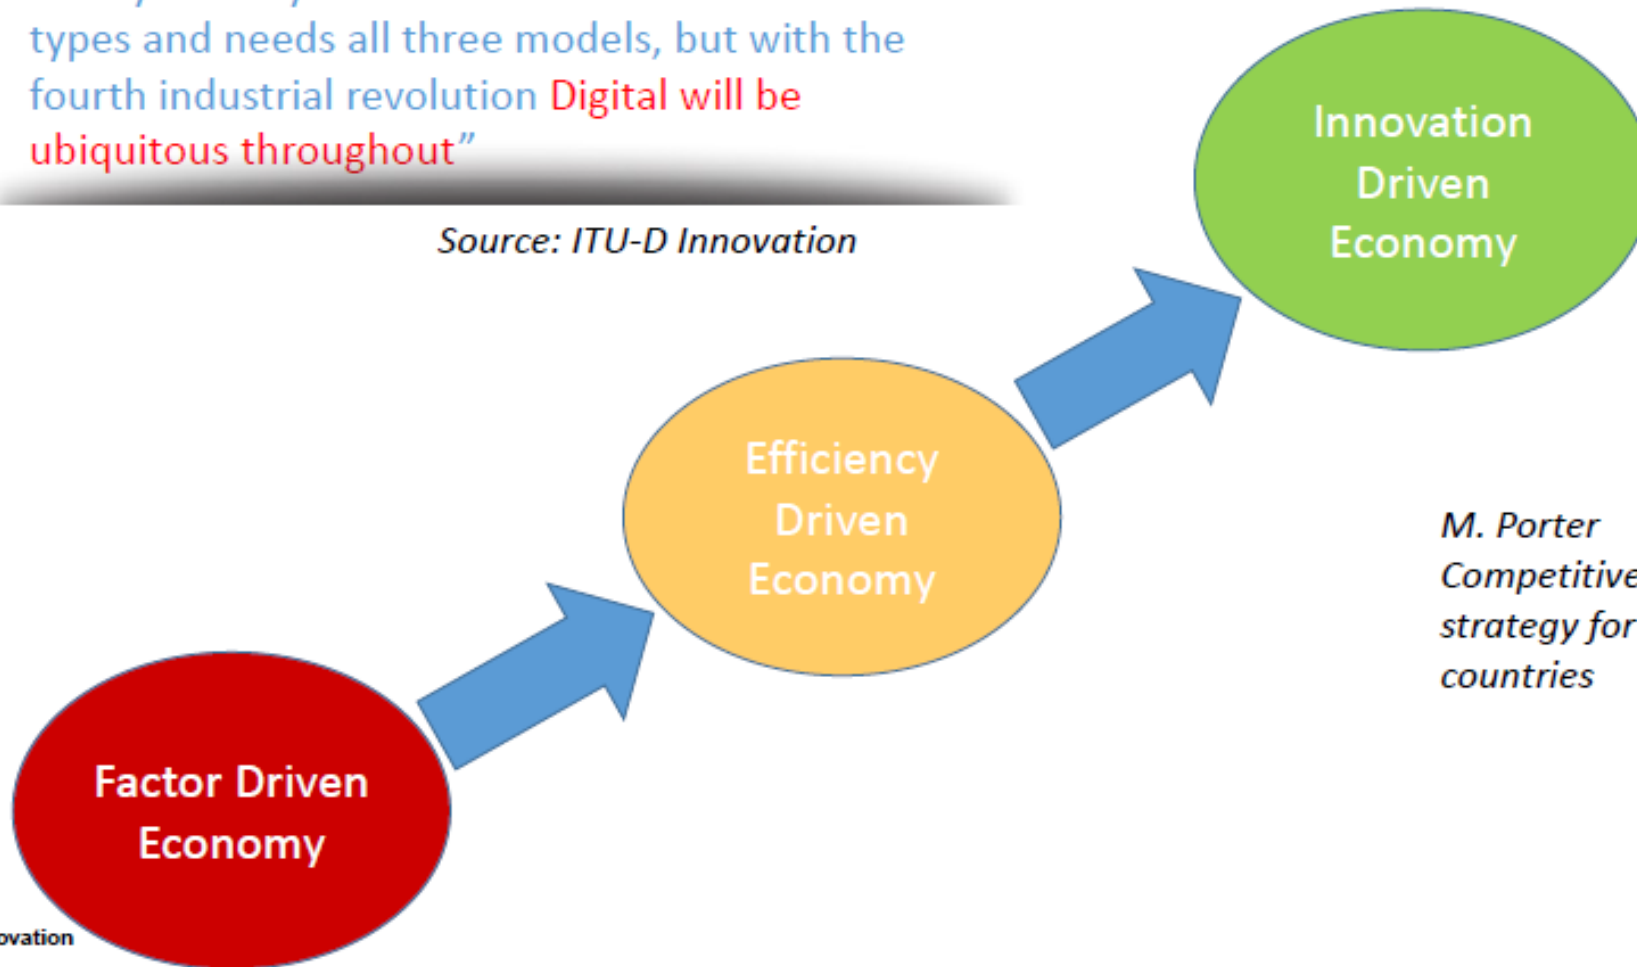 types and needs all three models, but with the
fourth industrial revolution Digital will be
ubiquitous throughout”
Source: ITU-D Innovation
Innovation
Driven
Economy
Efficiency
Driven
Economy
M. Porter
Competitive
strategy for
countries
Factor Driven
Economy
ovation